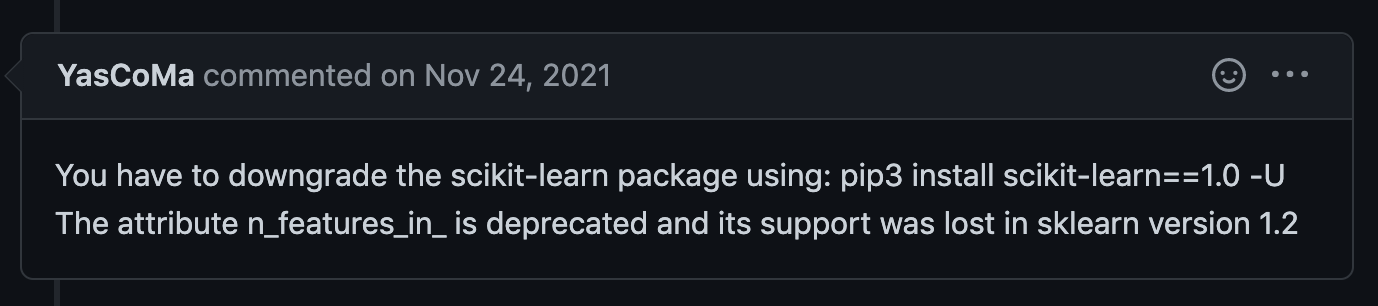 YasCoMa commented on Nov 24, 2021
You have to downgrade the scikit-learn package using: pip3 install scikit-learn==1.0 -U
The attribute n_features_in_ is deprecated and its support was lost in sklearn version 1.2